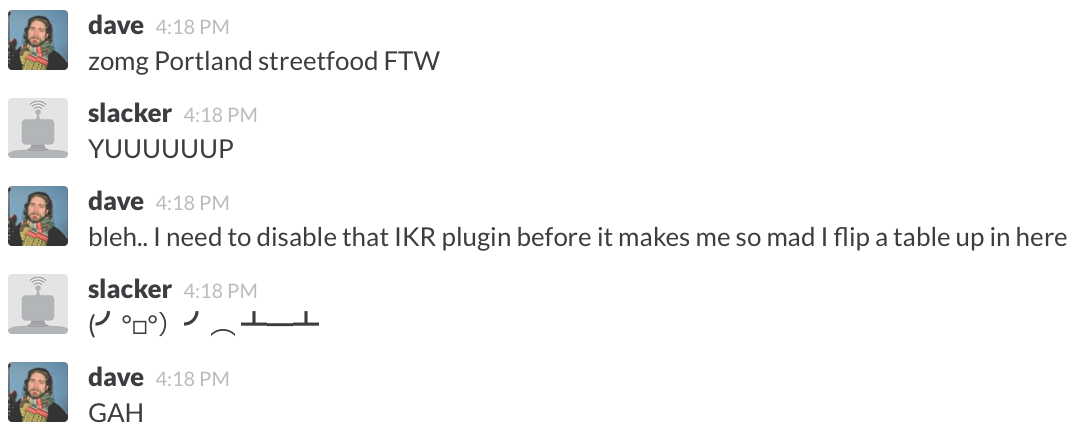 dave 4:18 PM
zomg Portland streetfood FTW
slacker 4:18 PM
YUUUUUUP
dave 4:18 PM
bleh.. I need to disable that IKR plugin before it makes me so mad I flip a table up in here
slacker 4:18 PM
(╯°□°）╯︵ ┻━┻
dave 4:18 PM
GAH